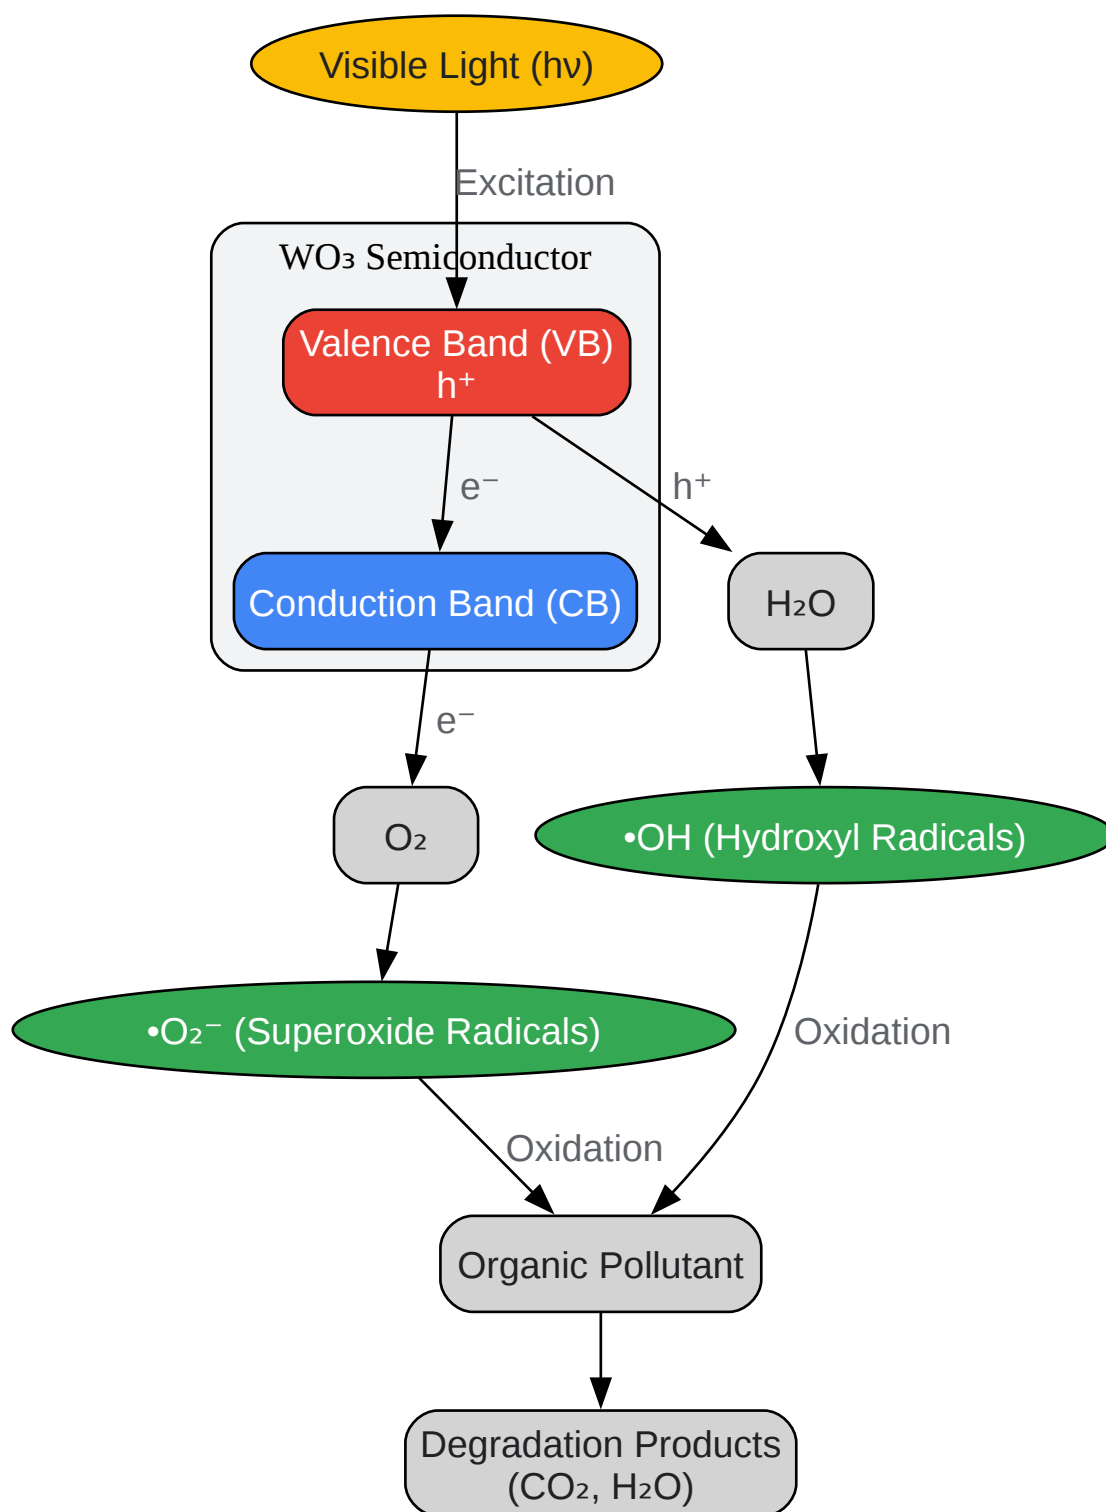 Visible Light (hν)
Excitation
WO₃ Semiconductor
Valence Band (VB)
h⁺
e⁻
h⁺
Conduction Band (CB)
H₂O
e⁻
O₂
•OH (Hydroxyl Radicals)
•O₂⁻ (Superoxide Radicals)
Oxidation
Oxidation
Organic Pollutant
Degradation Products
(CO₂, H₂O)